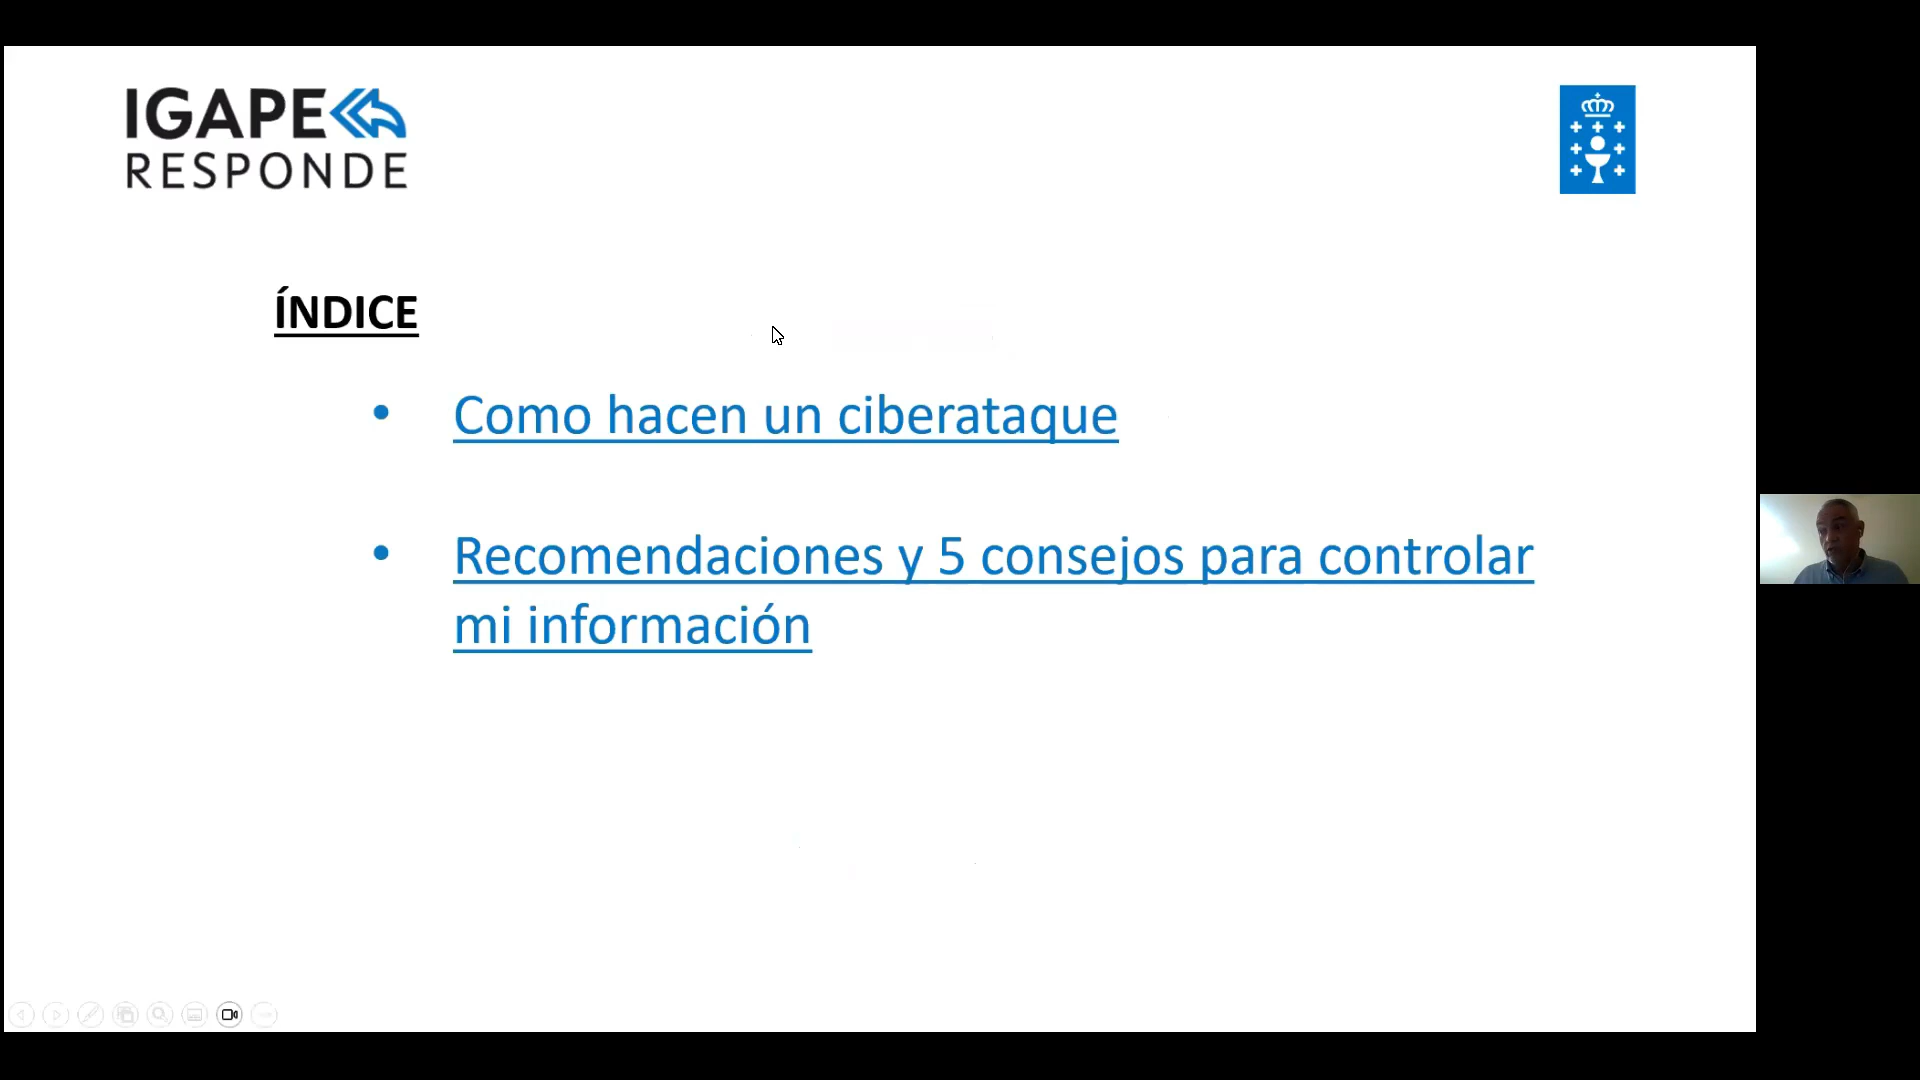 IGAPE
RESPONDE
ÍNDICE
• Como hacen un ciberataque
• Recomendaciones y 5 consejos para controlar
mi información